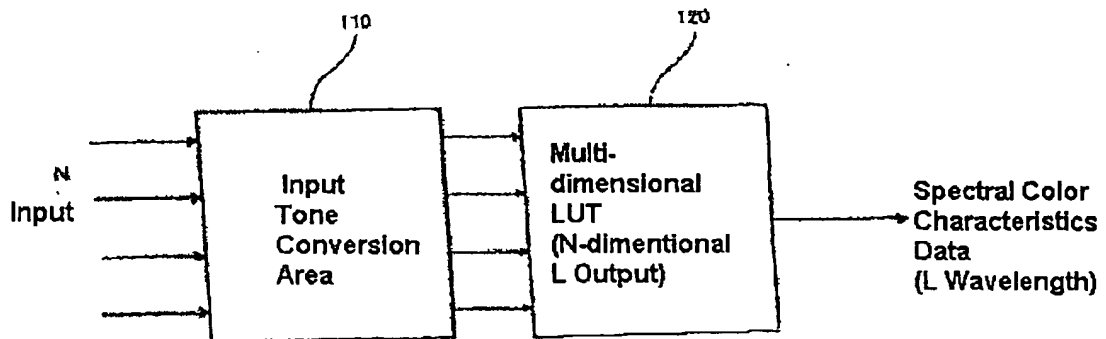 110
120
N
Input
Input
Tone
Conversion
Area
Multi-
dimensional
LUT
(N-dimentional
L Output)
Spectral Color
Characteristics
Data
(L Wavelength)